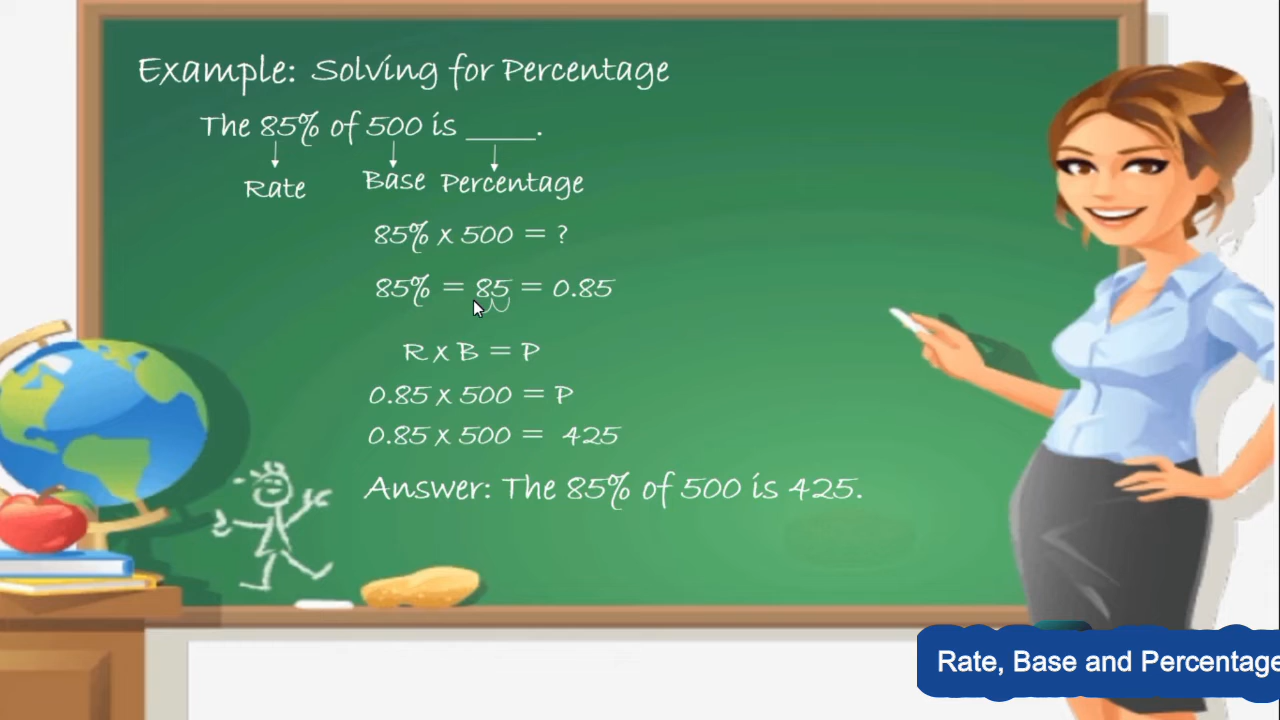 Example: Solving for Percentage
The 85% of 500 is _____.
Rate Base Percentage
85% x 500 = ?
85% = 85 = 0.85
R x B = P
0.85 x 500 = P
0.85 x 500 = 425
Answer: The 85% of 500 is 425.
Rate, Base and Percentage